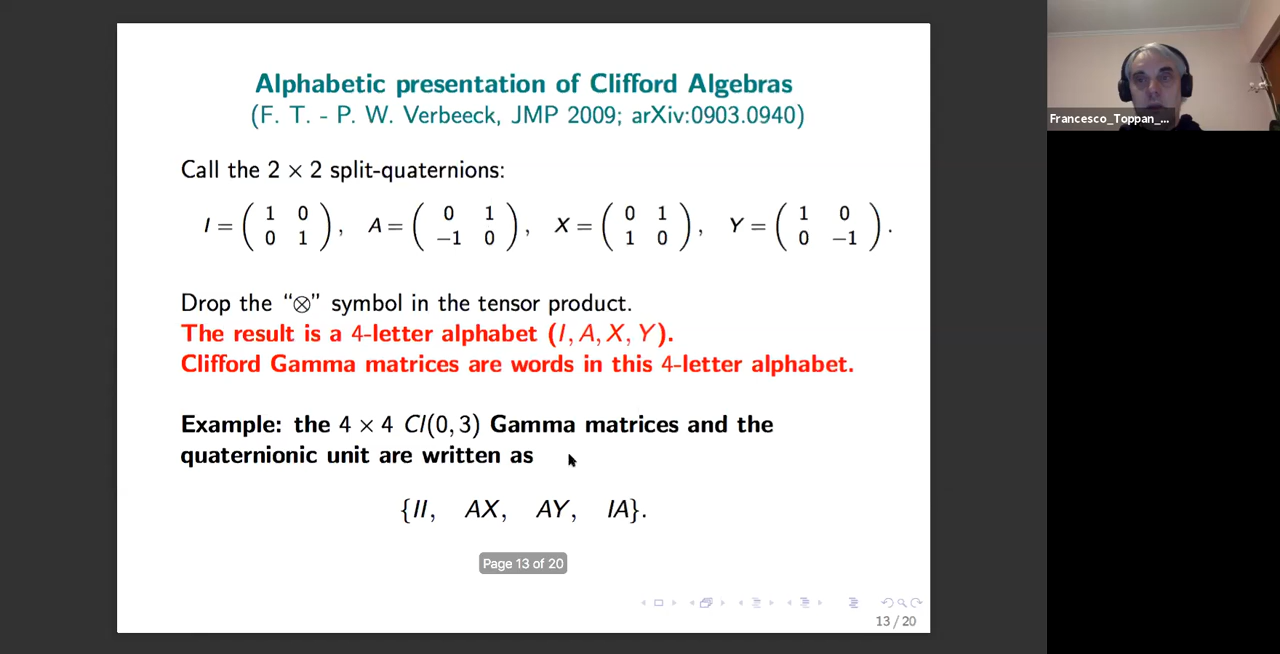 Alphabetic presentation of Clifford Algebras
(F. T. - P. W. Verbeeck, JMP 2009; arXiv:0903.0940)
Call the 2 × 2 split-quaternions:
I = ( 1 0 ; 0 1 ), A = ( 0 1 ; −1 0 ), X = ( 0 1 ; 1 0 ), Y = ( 1 0 ; 0 −1 ).
Drop the “⊗” symbol in the tensor product.
The result is a 4-letter alphabet (I, A, X, Y).
Clifford Gamma matrices are words in this 4-letter alphabet.
Example: the 4 × 4 Cl(0, 3) Gamma matrices and the
quaternionic unit are written as
{II, AX, AY, IA}.
Page 13 of 20
13 / 20
Francesco_Toppan_...